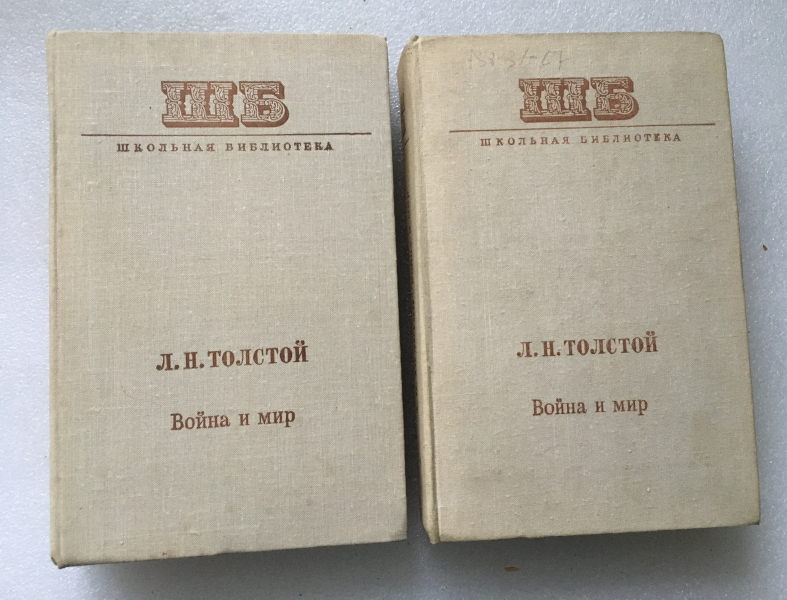 ШБ
ШКОЛЬНАЯ БИБЛИОТЕКА
Л.Н.ТОЛСТОЙ
Война и мир
ШБ
ШКОЛЬНАЯ БИБЛИОТЕКА
Л.Н.ТОЛСТОЙ
Война и мир